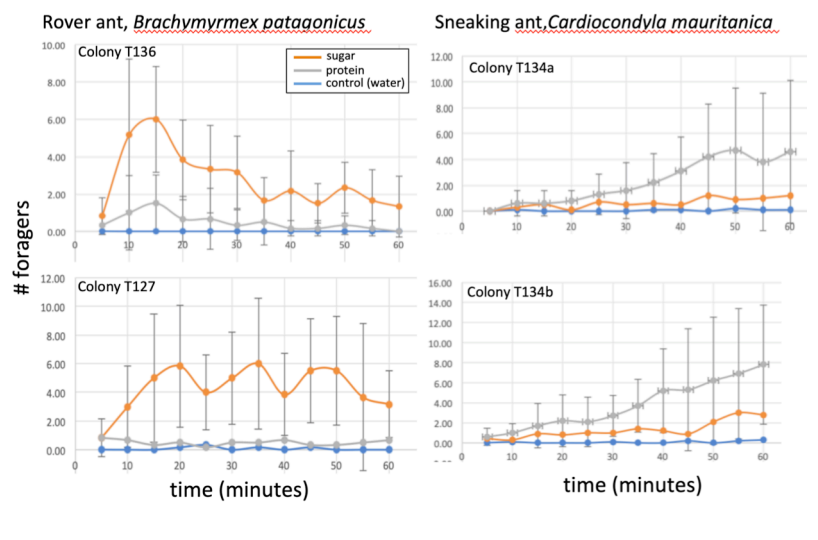 Rover ant, Brachymyrmex patagonicus
Sneaking ant,Cardiocondyla mauritanica
# foragers
Colony T136
sugar
protein
control (water)
10.00
8.00
6.00
4.00
2.00
0.00
0 10 20 30 40 50 60
Colony T134a
12.00
10.00
8.00
6.00
4.00
2.00
0.00
0 10 20 30 40 50 60
Colony T127
12.00
10.00
8.00
6.00
4.00
2.00
0.00
0 10 20 30 40 50 60
time (minutes)
Colony T134b
16.00
14.00
12.00
10.00
8.00
6.00
4.00
2.00
0.00
0 10 20 30 40 50 60
time (minutes)